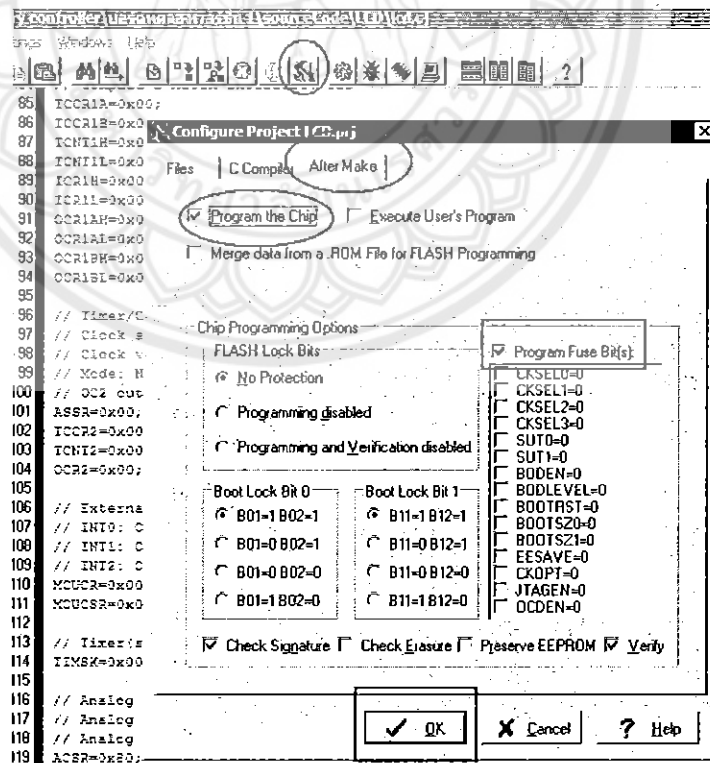 Windows Help
?
85 TCCR1A=0x00;
86 TCCR1B=0x0
87 TCNT1H=0x0
88 TCNT1L=0x0
89 ICR1H=0x00
90 ICR1L=0x00
91 OCR1AH=0x0
92 OCR1AL=0x0
93 OCR1BH=0x0
94 OCR1BL=0x0
95
96 // Timer/C
97 // Clock s
98 // Clock v
99 // Mode: N
100 // OC2 out
101 ASSR=0x00;
102 TCCR2=0x00
103 TCNT2=0x00
104 OCR2=0x00;
105
106 // Externa
107 // INT0: O
108 // INT1: O
109 // INT2: O
110 MCUCR=0x00
111 MCUCSR=0x0
112
113 // Timer(s
114 TIMSK=0x00
115
116 // Analog
117 // Analog
118 // Analog
119 ACSR=0x80;
Configure Project LCD.prj
Files C Compiler After Make
Program the Chip Execute User's Program
Merge data from a .ROM File for FLASH Programming
Chip Programming Options
FLASH Lock Bits
No Protection
Programming disabled
Programming and Verification disabled
Boot Lock Bit 0
B01=1 B02=1
B01=0 B02=1
B01=0 B02=0
B01=1 B02=0
Boot Lock Bit 1
B11=1 B12=1
B11=0 B12=1
B11=0 B12=0
B11=1 B12=0
Program Fuse Bit(s):
CKSEL0=0
CKSEL1=0
CKSEL2=0
CKSEL3=0
SUT0=0
SUT1=0
BODEN=0
BODLEVEL=0
BOOTRST=0
BOOTSZ0=0
BOOTSZ1=0
EESAVE=0
CKOPT=0
JTAGEN=0
OCDEN=0
Check Signature Check Erasure Preserve EEPROM Verify
OK Cancel ? Help